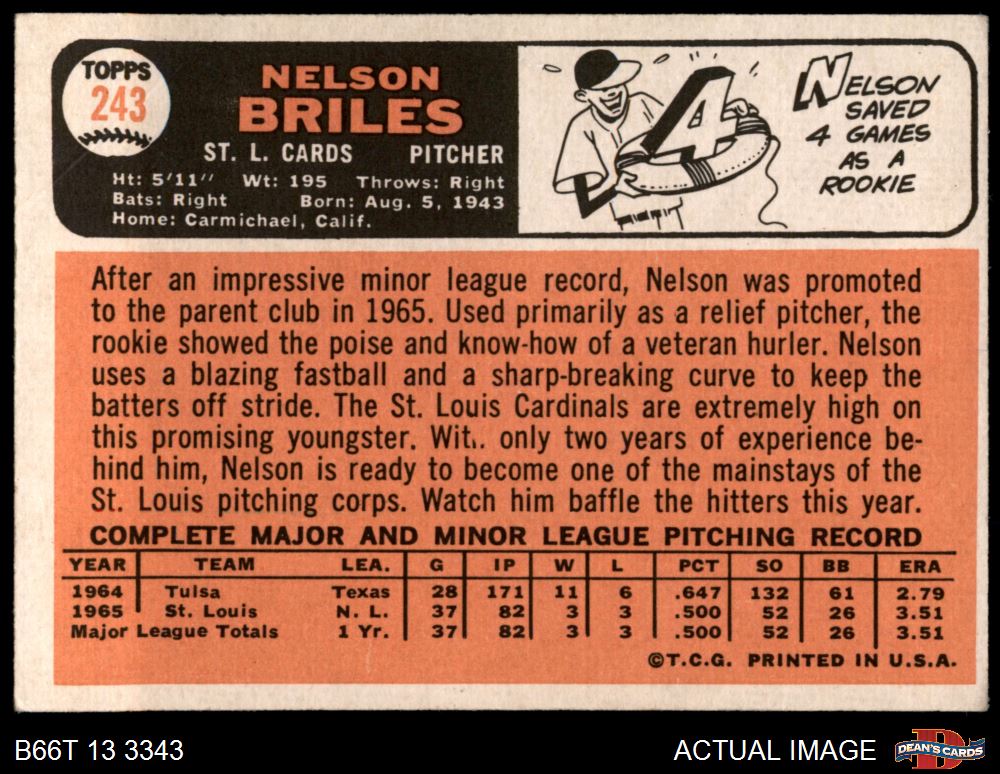 TOPPS
243
NELSON
BRILES
ST. L. CARDS PITCHER
Ht: 5'11" Wt: 195 Throws: Right
Bats: Right Born: Aug. 5, 1943
Home: Carmichael, Calif.
4
NELSON
SAVED
4 GAMES
AS A
ROOKIE
After an impressive minor league record, Nelson was promoted
to the parent club in 1965. Used primarily as a relief pitcher, the
rookie showed the poise and know-how of a veteran hurler. Nelson
uses a blazing fastball and a sharp-breaking curve to keep the
batters off stride. The St. Louis Cardinals are extremely high on
this promising youngster. Wit.. only two years of experience be-
hind him, Nelson is ready to become one of the mainstays of the
St. Louis pitching corps. Watch him baffle the hitters this year.
COMPLETE MAJOR AND MINOR LEAGUE PITCHING RECORD
YEAR TEAM LEA. G IP W L PCT SO BB ERA
1964 Tulsa Texas 28 171 11 6 .647 132 61 2.79
1965 St. Louis N. L. 37 82 3 3 .500 52 26 3.51
Major League Totals 1 Yr. 37 82 3 3 .500 52 26 3.51
©T.C.G. PRINTED IN U.S.A.
B66T 13 3343 ACTUAL IMAGE DEAN'S CARDS